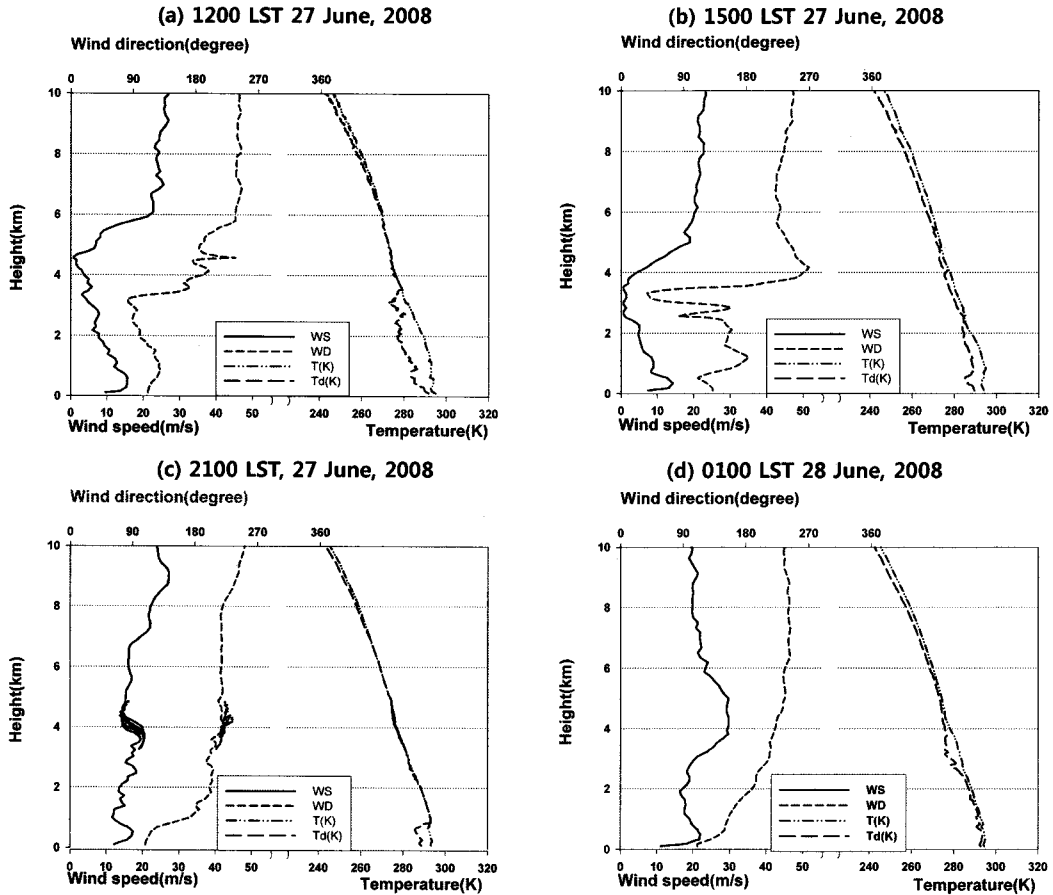 (a) 1200 LST 27 June, 2008
Wind direction(degree)
0 90 180 270 360
10
8
6
4
2
0
Height(km)
WS
WD
T(K)
Td(K)
0 10 20 30 40 50 240 260 280 300 320
Wind speed(m/s) Temperature(K)
(b) 1500 LST 27 June, 2008
Wind direction(degree)
0 90 180 270 360
10
8
6
4
2
0
Height(km)
WS
WD
T(K)
Td(K)
0 10 20 30 40 50 240 260 280 300 320
Wind speed(m/s) Temperature(K)
(c) 2100 LST, 27 June, 2008
Wind direction(degree)
0 90 180 270 360
10
8
6
4
2
0
Height(km)
WS
WD
T(K)
Td(K)
0 10 20 30 40 50 240 260 280 300 320
Wind speed(m/s) Temperature(K)
(d) 0100 LST 28 June, 2008
Wind direction(degree)
0 90 180 270 360
10
8
6
4
2
0
Height(km)
WS
WD
T(K)
Td(K)
0 10 20 30 40 50 240 260 280 300 320
Wind speed(m/s) Temperature(K)